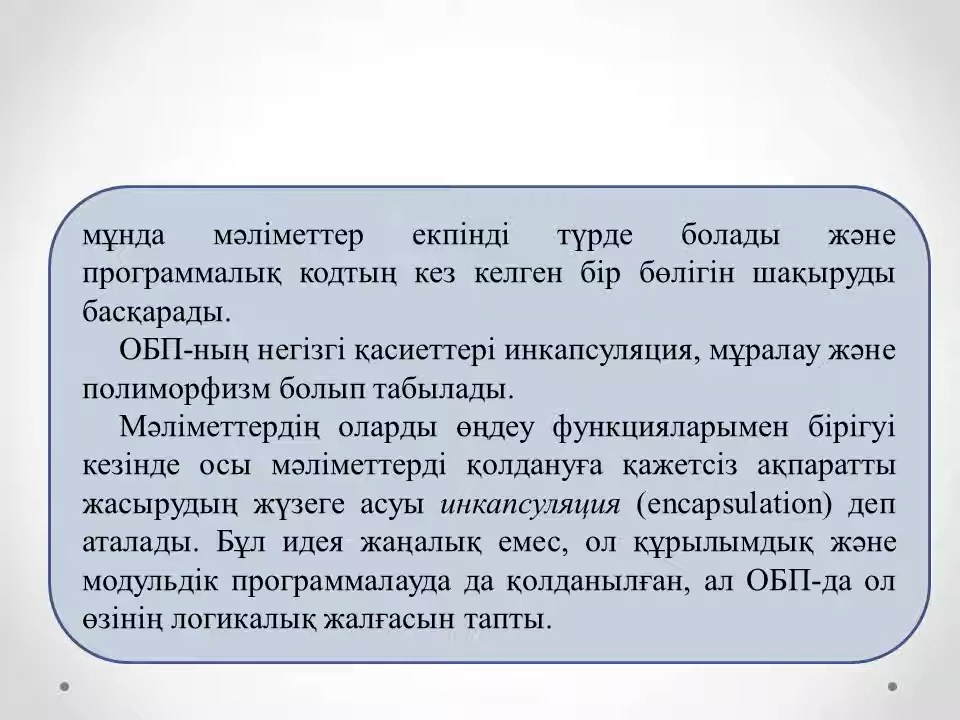 мұнда мәліметтер екпінді түрде болады және
программалық кодтың кез келген бір бөлігін шақыруды
басқарады.
ОБП-ның негізгі қасиеттері инкапсуляция, мұралау және
полиморфизм болып табылады.
Мәліметтердің оларды өңдеу функцияларымен бірігуі
кезінде осы мәліметтерді қолдануға қажетсіз ақпаратты
жасырудың жүзеге асуы инкапсуляция (encapsulation) деп
аталады. Бұл идея жаңалық емес, ол құрылымдық және
модульдік программалауда да қолданылған, ал ОБП-да ол
өзінің логикалық жалғасын тапты.